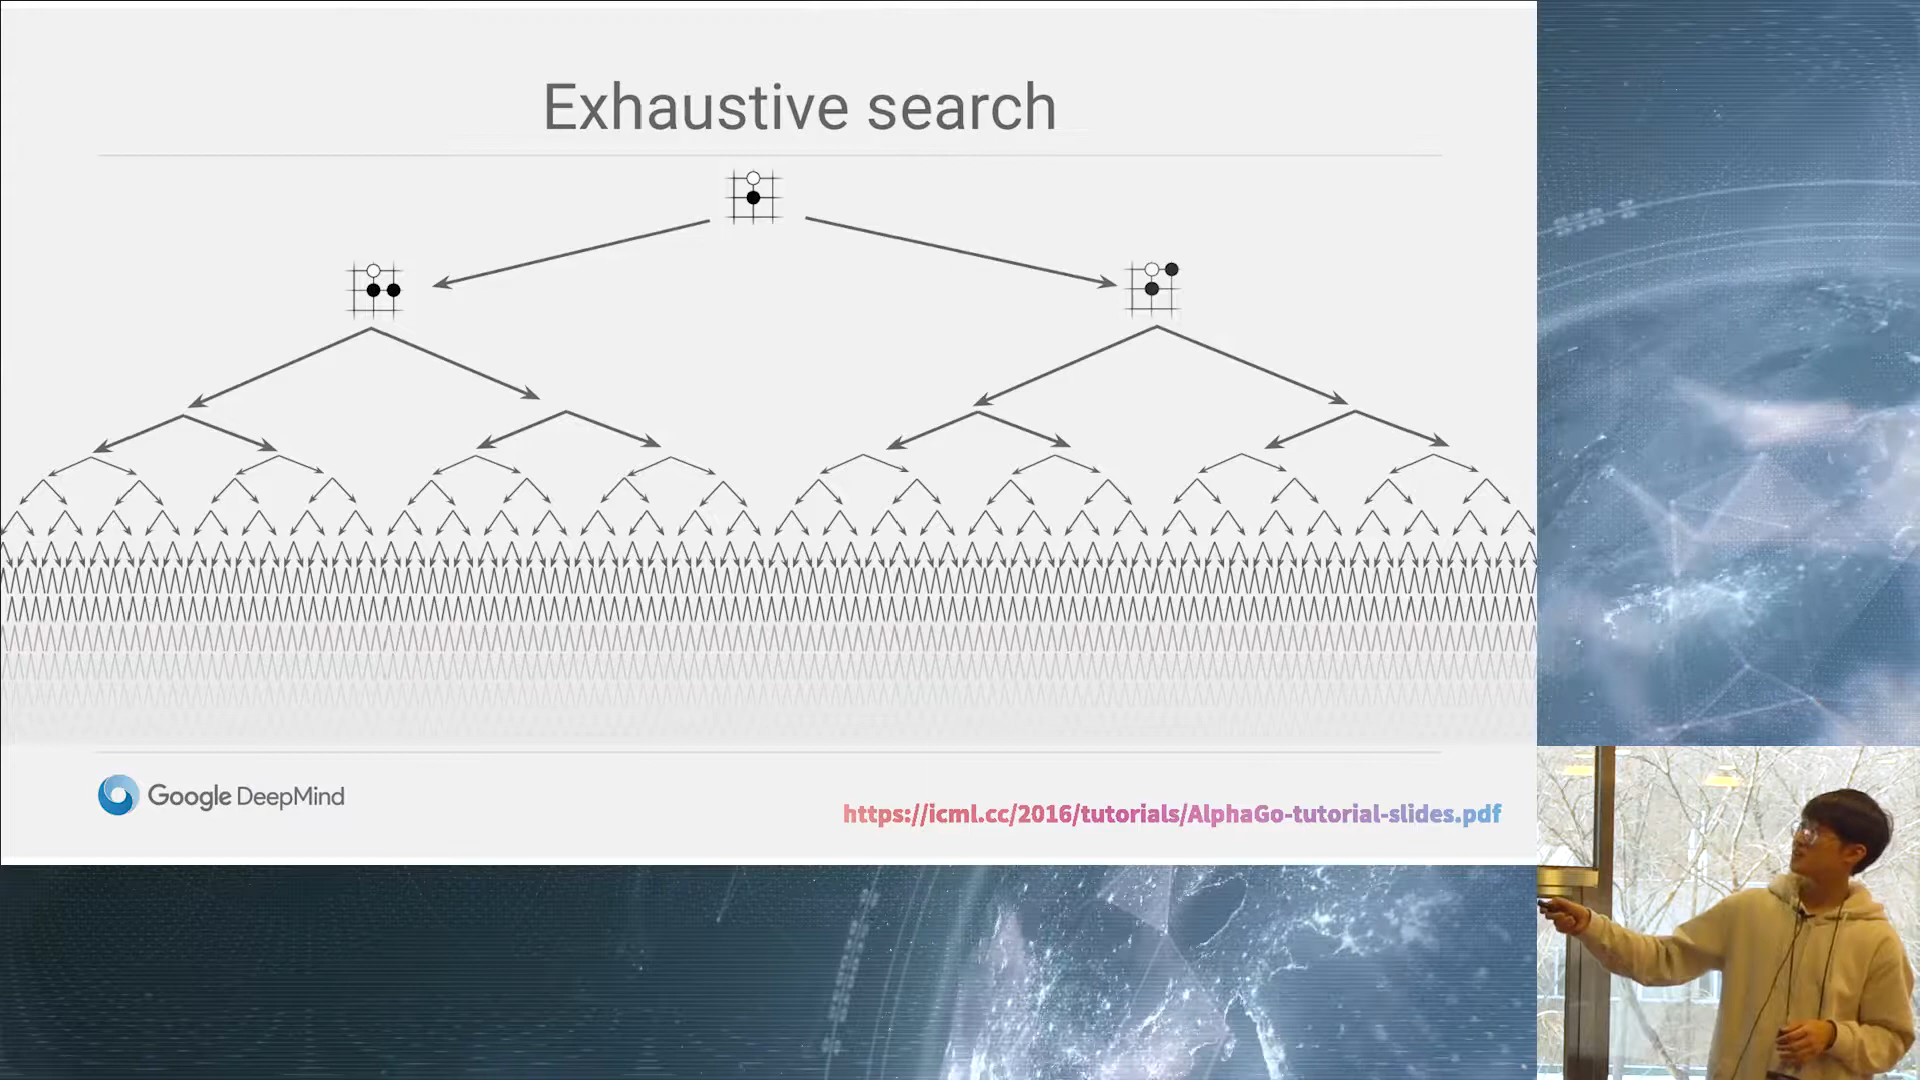 Exhaustive search
Google DeepMind
https://icml.cc/2016/tutorials/AlphaGo-tutorial-slides.pdf